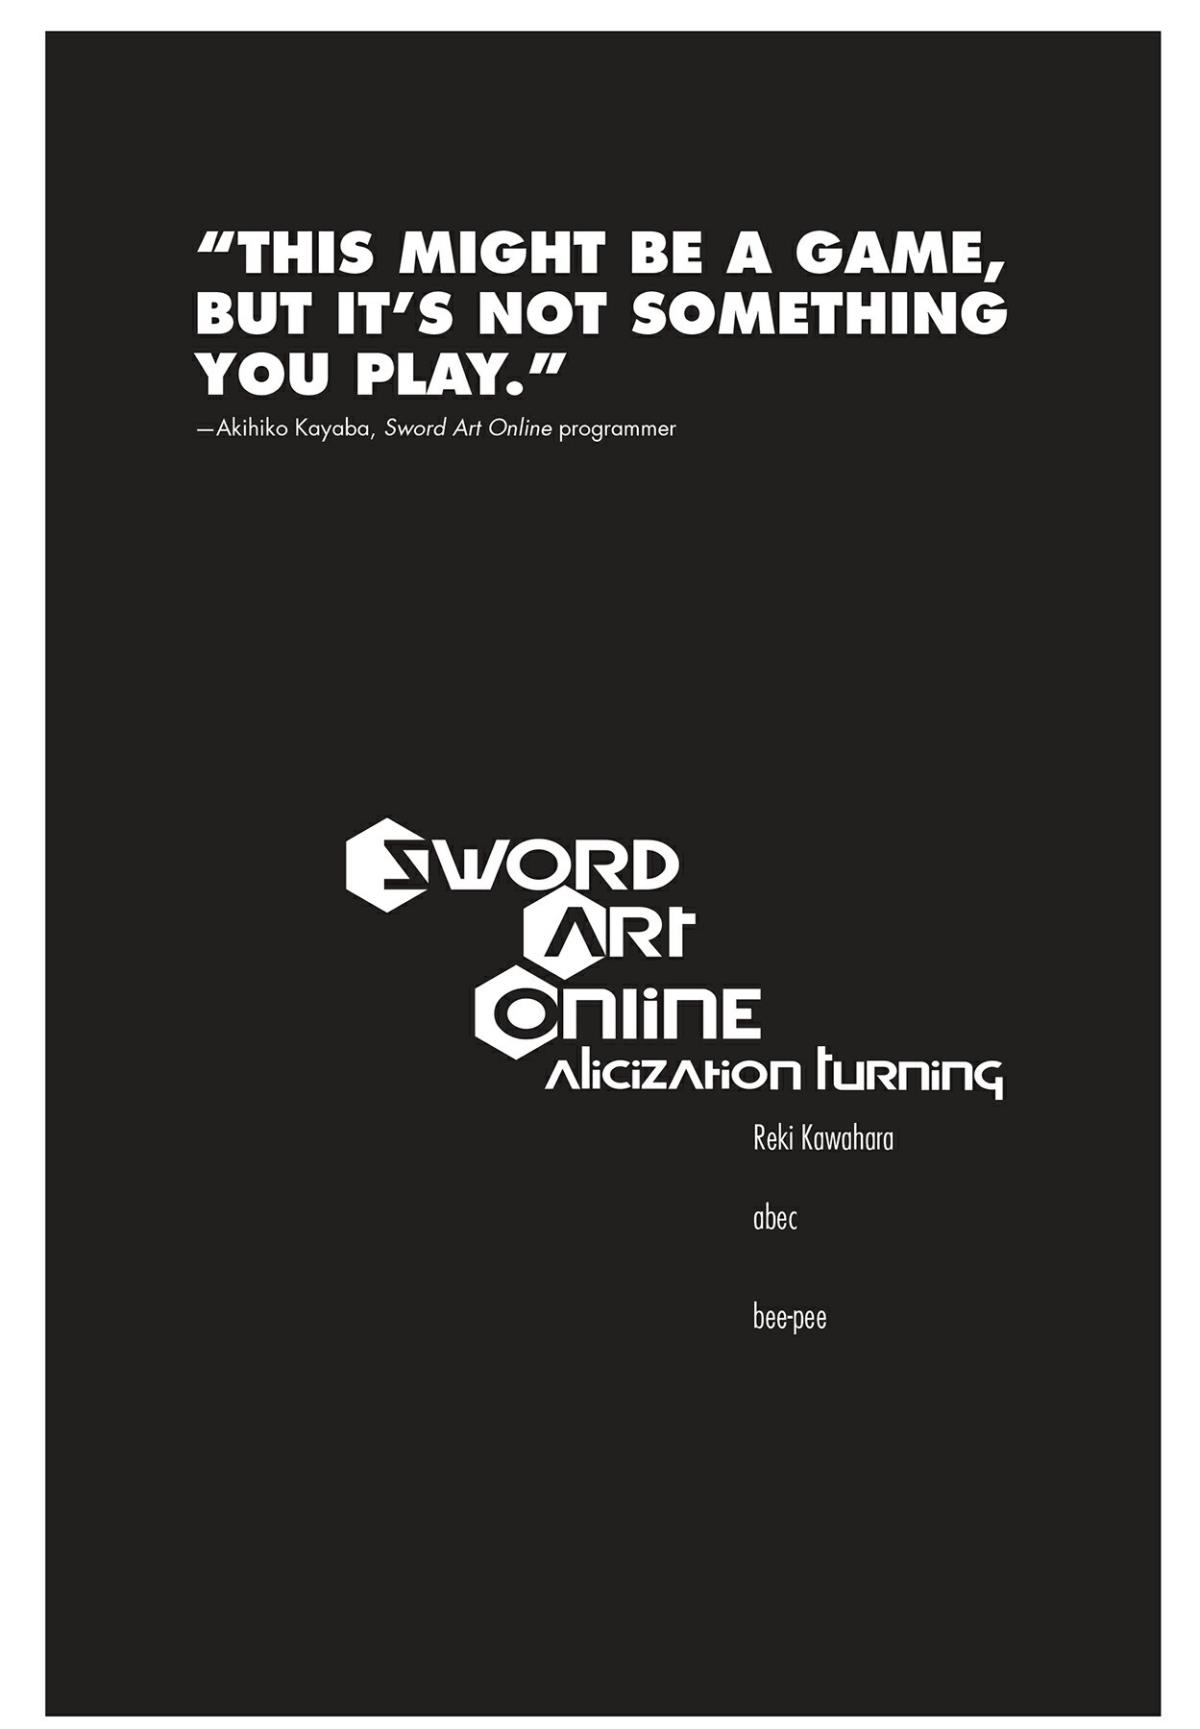 “THIS MIGHT BE A GAME,
BUT IT’S NOT SOMETHING
YOU PLAY.”
—Akihiko Kayaba, Sword Art Online programmer
SWORD
ART
ONLINE
ALICIZATION TURNING
Reki Kawahara
abec
bee-pee